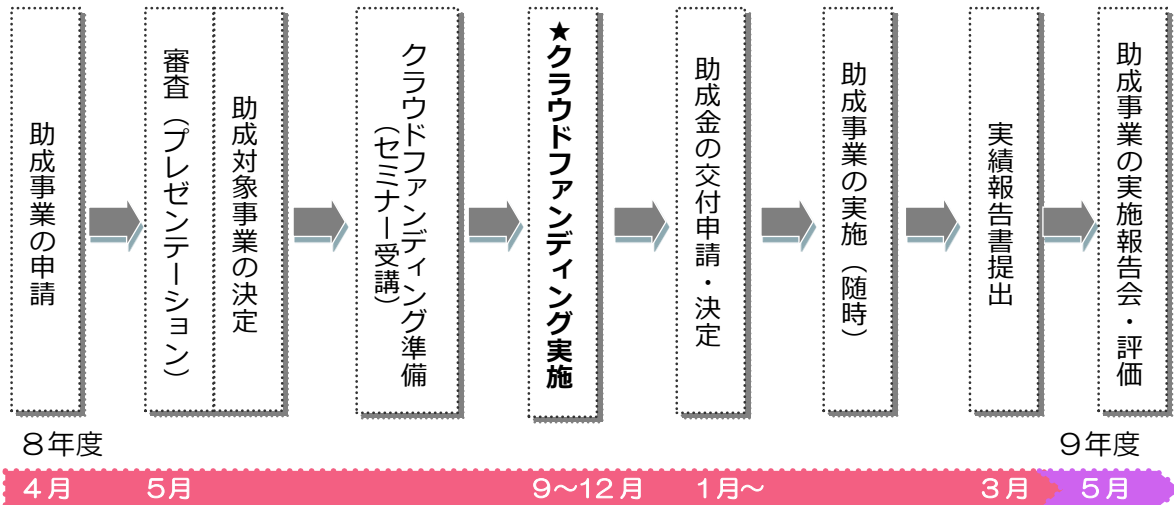 助成事業の申請
審査（プレゼンテーション）
助成対象事業の決定
クラウドファンディング準備
（セミナー受講）
★クラウドファンディング実施
助成金の交付申請・決定
助成事業の実施（随時）
実績報告書提出
助成事業の実施報告会・評価
８年度
９年度
４月
５月
９～１２月
１月～
３月
５月